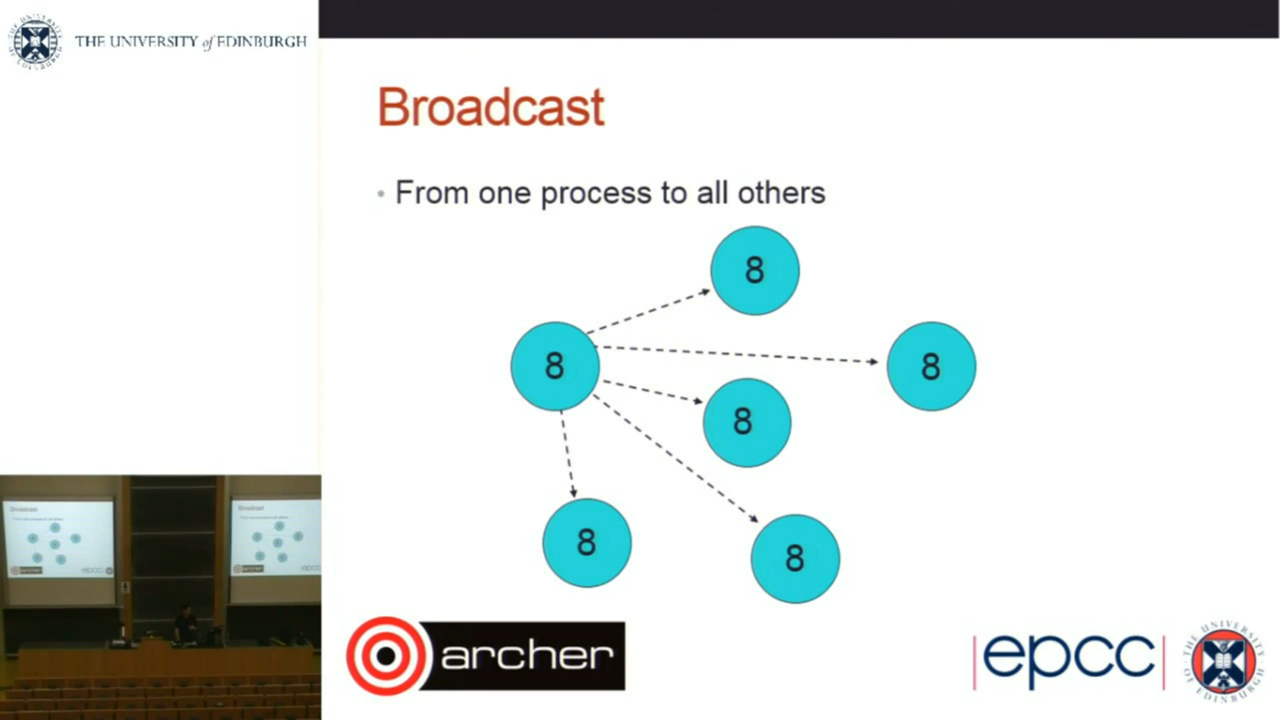 THE UNIVERSITY of EDINBURGH
Broadcast
• From one process to all others
8
8
8
8
8
8
archer
epcc